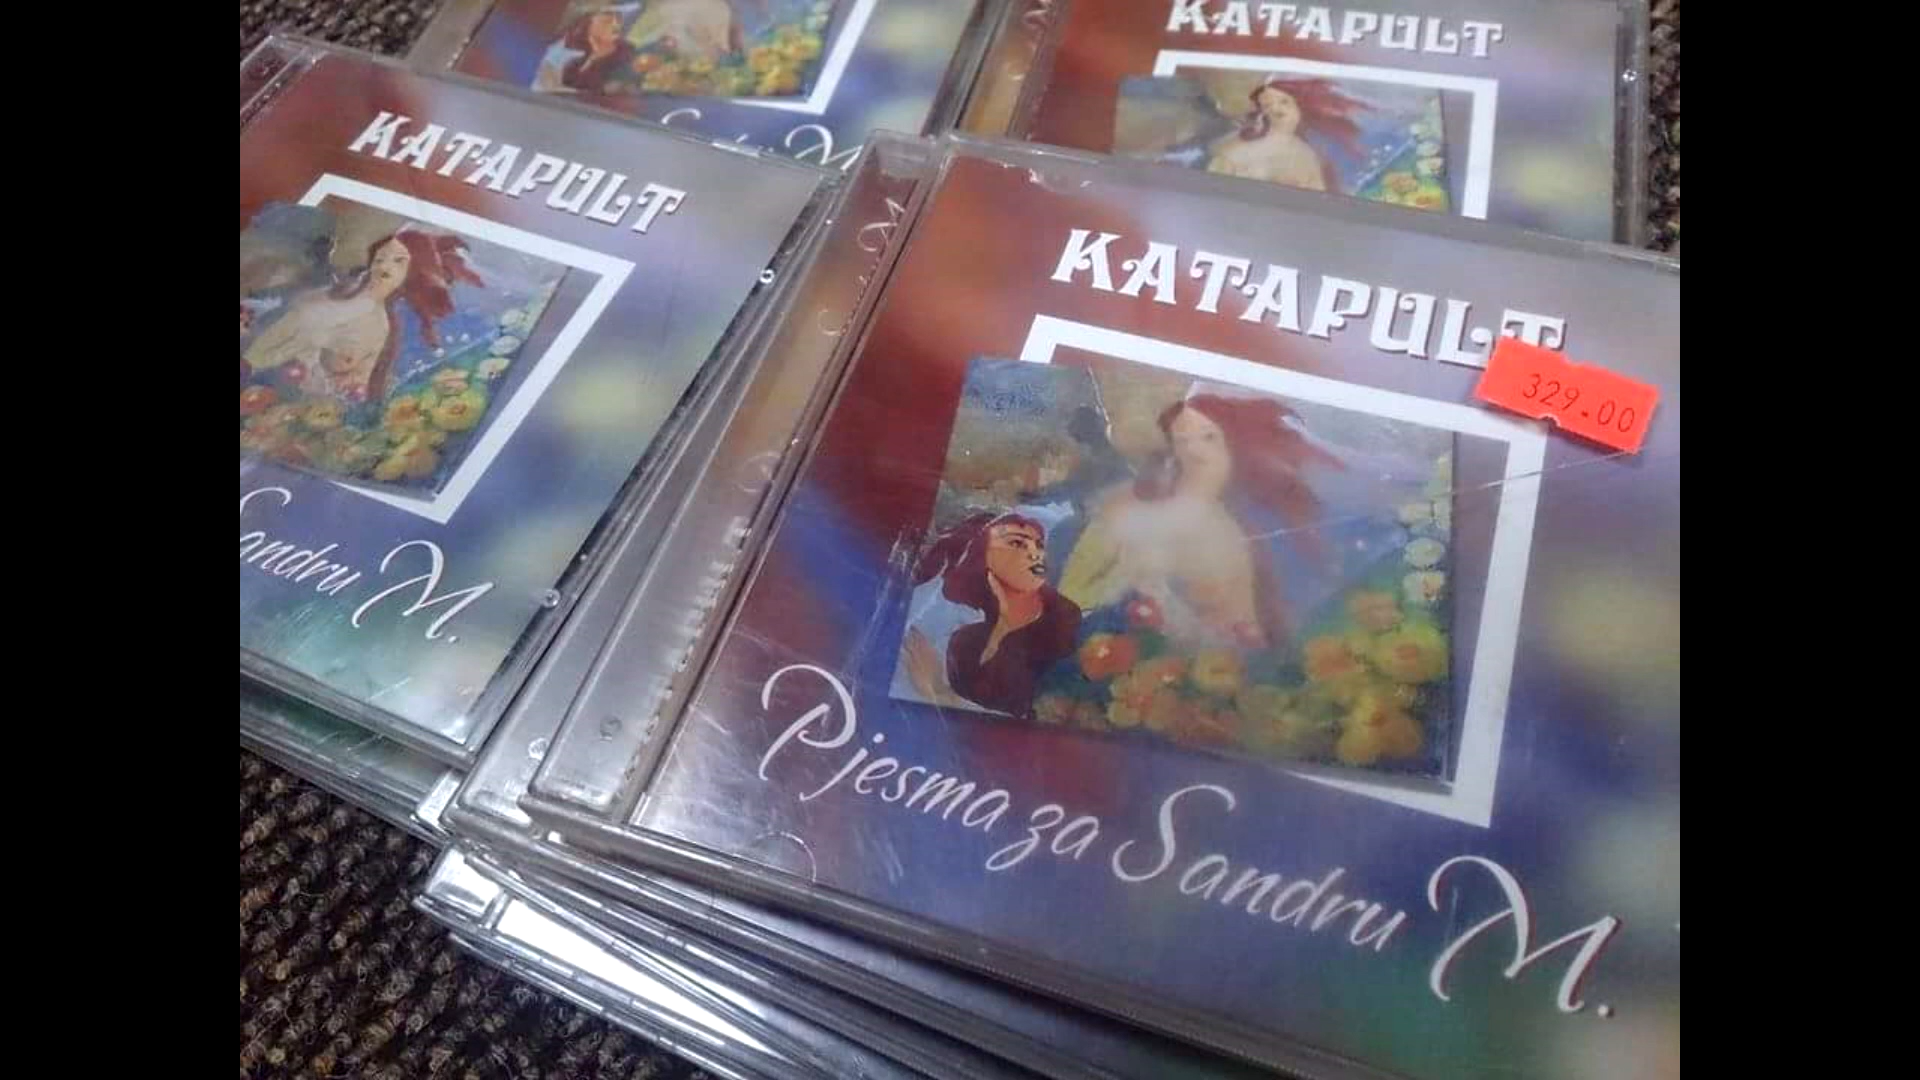 KATAPULT
KATAPULT
Sandru M.
KATAPULT
329.00
Pjesma za Sandru M.